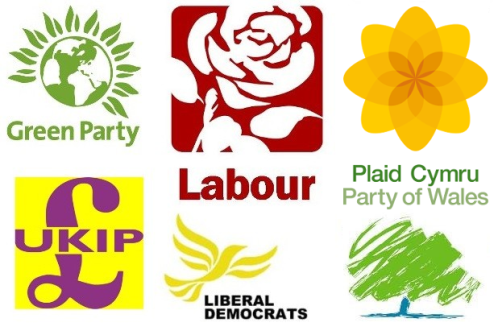 Green Party
Labour
Plaid Cymru
Party of Wales
£
UKIP
LIBERAL
DEMOCRATS